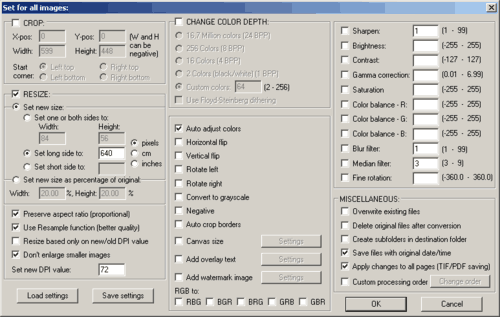 Set for all images:
CROP:
X-pos: 0 Y-pos: 0 (W and H can be negative)
Width: 599 Height: 448
Start corner: Left top Right top
Left bottom Right bottom
RESIZE:
Set new size:
Set one or both sides to:
Width: Height:
84 56
Set long side to: 640
Set short side to:
pixels
cm
inches
Set new size as percentage of original:
Width: 20.00 %, Height: 20.00 %
Preserve aspect ratio (proportional)
Use Resample function (better quality)
Resize based only on new/old DPI value
Don't enlarge smaller images
Set new DPI value: 72
Load settings Save settings
CHANGE COLOR DEPTH:
16,7 Million colors (24 BPP)
256 Colors (8 BPP)
16 Colors (4 BPP)
2 Colors (black/white) (1 BPP)
Custom colors: 64 (2 - 256)
Use Floyd-Steinberg dithering
Auto adjust colors
Horizontal flip
Vertical flip
Rotate left
Rotate right
Convert to grayscale
Negative
Auto crop borders
Canvas size Settings
Add overlay text Settings
Add watermark image Settings
RGB to:
RBG BGR BRG GRB GBR
Sharpen: 1 (1 - 99)
Brightness: (-255 - 255)
Contrast: (-127 - 127)
Gamma correction: (0.01 - 6.99)
Saturation (-255 - 255)
Color balance - R: (-255 - 255)
Color balance - G: (-255 - 255)
Color balance - B: (-255 - 255)
Blur filter: 1 (1 - 99)
Median filter: 3 (3 - 9)
Fine rotation: (-360.0 - 360.0)
MISCELLANEOUS:
Overwrite existing files
Delete original files after conversion
Create subfolders in destination folder
Save files with original date/time
Apply changes to all pages (TIF/PDF saving)
Custom processing order Change order
OK Cancel